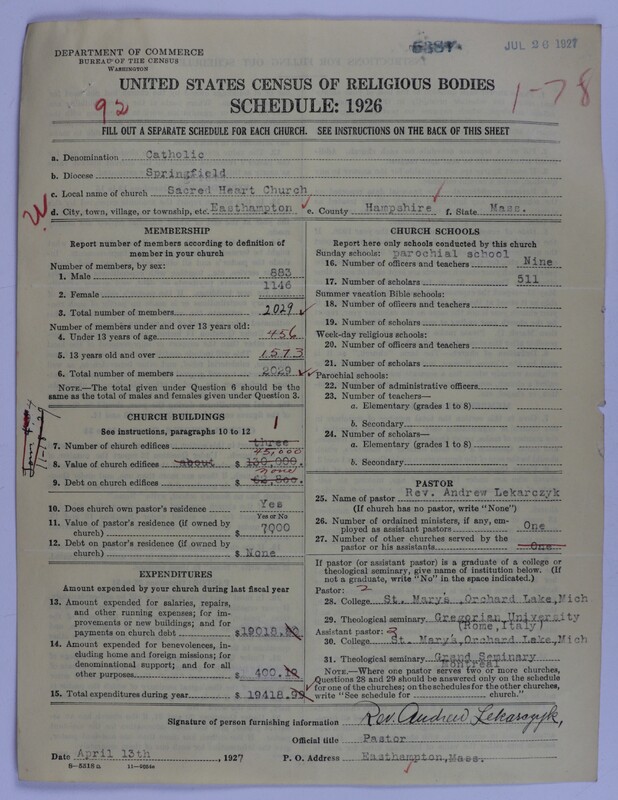 DEPARTMENT OF COMMERCE
BUREAU OF THE CENSUS
WASHINGTON
JUL 26 1927
UNITED STATES CENSUS OF RELIGIOUS BODIES
SCHEDULE: 1926
92
1-78
FILL OUT A SEPARATE SCHEDULE FOR EACH CHURCH. SEE INSTRUCTIONS ON THE BACK OF THIS SHEET
a. Denomination Catholic
b. Diocese Springfield
c. Local name of church Sacred Heart Church
d. City, town, village, or township, etc. Easthampton e. County Hampshire f. State Mass.
MEMBERSHIP
Report number of members according to definition of
member in your church
Number of members, by sex:
1. Male 883
2. Female 1146
3. Total number of members 2029
Number of members under and over 13 years old:
4. Under 13 years of age 456
5. 13 years old and over 1573
6. Total number of members 2029
NOTE.—The total given under Question 6 should be
same as the total of males and females given under Question 3.
CHURCH BUILDINGS
See instructions, paragraphs 10 to 12
7. Number of church edifices three 1
8. Value of church edifices about $ 45,000
9. Debt on church edifices $ none
10. Does church own pastor's residence? Yes
Yes or No
11. Value of pastor's residence (if owned by
church) $ 7000
12. Debt on pastor's residence (if owned by
church) $ None
EXPENDITURES
Amount expended by your church during last fiscal year
13. Amount expended for salaries, repairs,
and other running expenses; for im-
provements or new buildings; and for
payments on church debt $ 19018.
14. Amount expended for benevolences, in-
cluding home and foreign missions; for
denominational support; and for all
other purposes $ 400.
15. Total expenditures during year $ 19418.
CHURCH SCHOOLS
Report here only schools conducted by this church
Sunday schools: parochial school
16. Number of officers and teachers Nine
17. Number of scholars 511
Summer vacation Bible schools:
18. Number of officers and teachers
19. Number of scholars
Week-day religious schools:
20. Number of officers and teachers
21. Number of scholars
Parochial schools:
22. Number of administrative officers
23. Number of teachers—
a. Elementary (grades 1 to 8)
b. Secondary
24. Number of scholars—
a. Elementary (grades 1 to 8)
b. Secondary
PASTOR
25. Name of pastor Rev. Andrew Lekarczyk
(If church has no pastor, write "None")
26. Number of ordained ministers, if any, em-
ployed as assistant pastors One
27. Number of other churches served by the
pastor or his assistants One
If pastor (or assistant pastor) is a graduate of a college or
theological seminary, give name of institution below. (If
not a graduate, write "No" in the space indicated.)
Pastor: 2
28. College St. Mary's ,Orchard Lake,Mich
29. Theological seminary Gregorian University
(Rome,Italy)
Assistant pastor: 3
30. College St. Mary's,Orchard Lake,Mich
31. Theological seminary Grand Seminary
Montreal
NOTE.—Where one pastor serves two or more churches,
Questions 28 and 29 should be answered only on the schedule
for one of the churches; on the schedules for the other churches,
write "See schedule for church."
Signature of person furnishing information Rev. Andrew Lekarczyk,
Official title Pastor
Date April 13th , 1927 P. O. Address Easthampton,Mass.
8—5318 a 11—2684